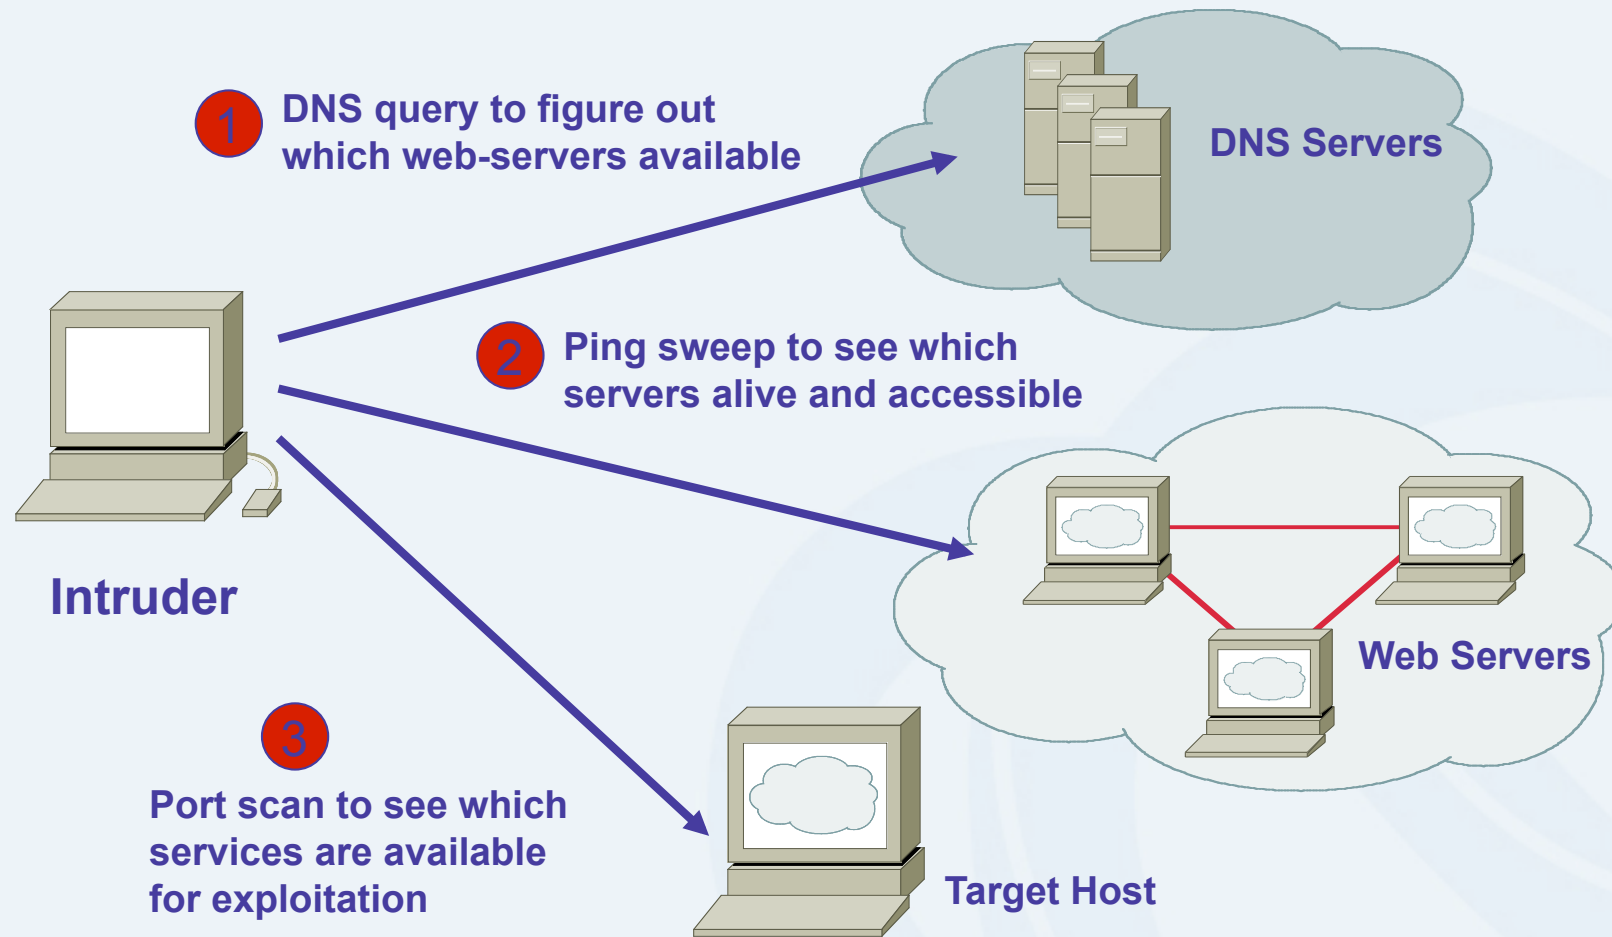 1
DNS query to figure out
which web-servers available
DNS Servers
2
Ping sweep to see which
servers alive and accessible
Intruder
Web Servers
3
Port scan to see which
services are available
for exploitation
Target Host